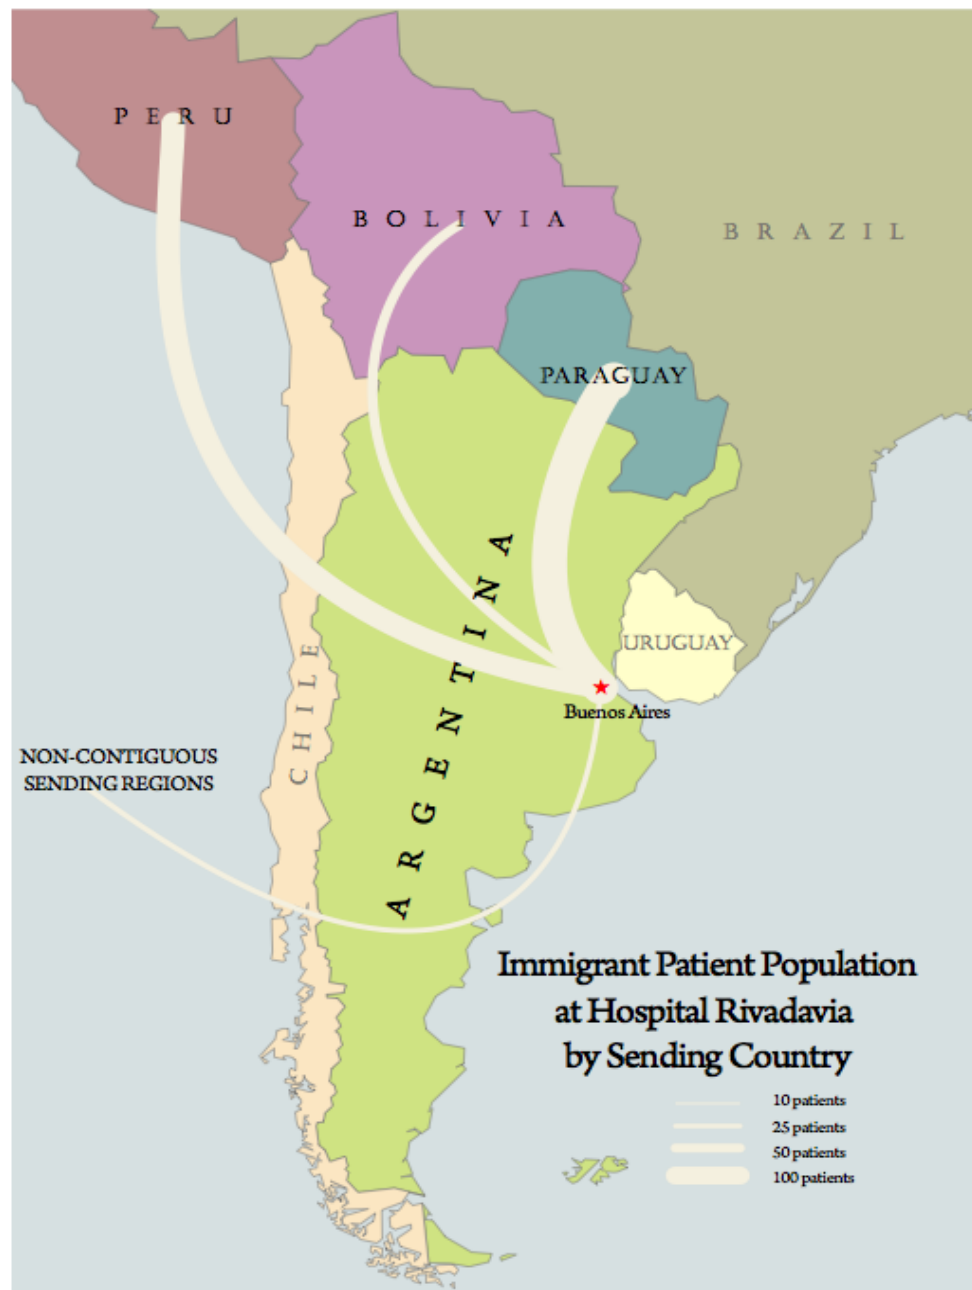 PERU
BOLIVIA
BRAZIL
PARAGUAY
ARGENTINA
URUGUAY
CHILE
Buenos Aires
NON-CONTIGUOUS
SENDING REGIONS
Immigrant Patient Population
at Hospital Rivadavia
by Sending Country
10 patients
25 patients
50 patients
100 patients